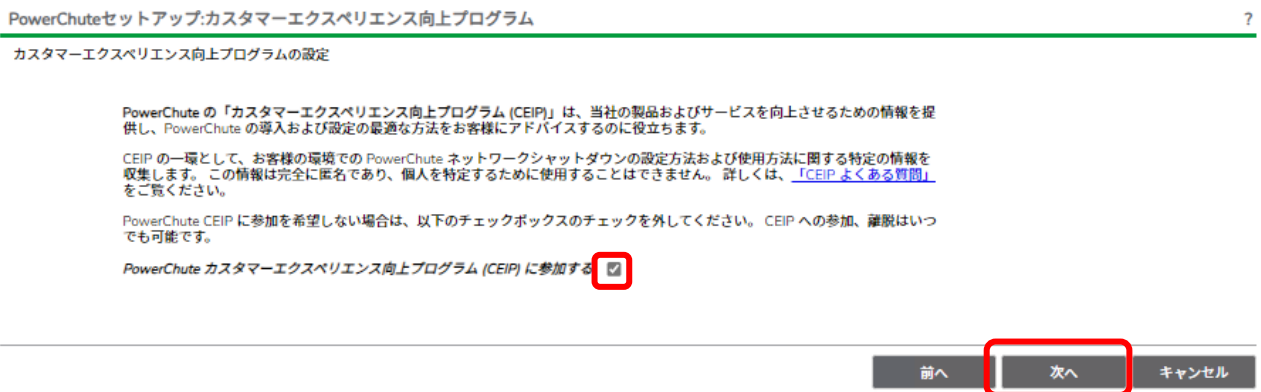 PowerChuteセットアップ:カスタマーエクスペリエンス向上プログラム ?
カスタマーエクスペリエンス向上プログラムの設定
PowerChute の「カスタマーエクスペリエンス向上プログラム (CEIP)」は、当社の製品およびサービスを向上させるための情報を提
供し、PowerChute の導入および設定の最適な方法をお客様にアドバイスするのに役立ちます。
CEIP の一環として、お客様の環境での PowerChute ネットワークシャットダウンの設定方法および使用方法に関する特定の情報を
収集します。 この情報は完全に匿名であり、個人を特定するために使用することはできません。 詳しくは、「CEIP よくある質問」
をご覧ください。
PowerChute CEIP に参加を希望しない場合は、以下のチェックボックスのチェックを外してください。 CEIP への参加、離脱はいつ
でも可能です。
PowerChute カスタマーエクスペリエンス向上プログラム (CEIP) に参加する
前へ 次へ キャンセル